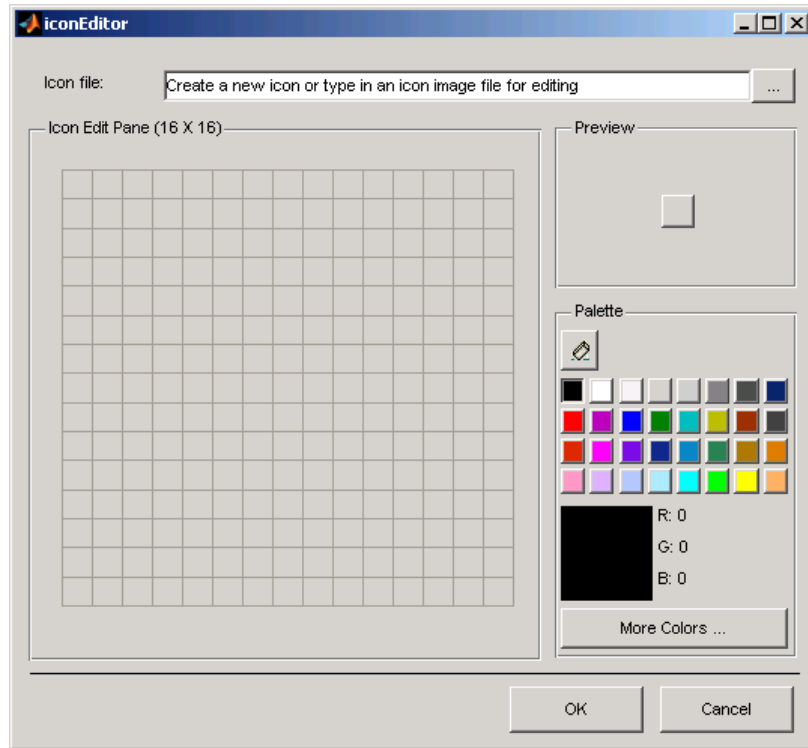 iconEditor
Icon file:
Create a new icon or type in an icon image file for editing
...
Icon Edit Pane (16 X 16)
Preview
Palette
R: 0
G: 0
B: 0
More Colors ...
OK
Cancel